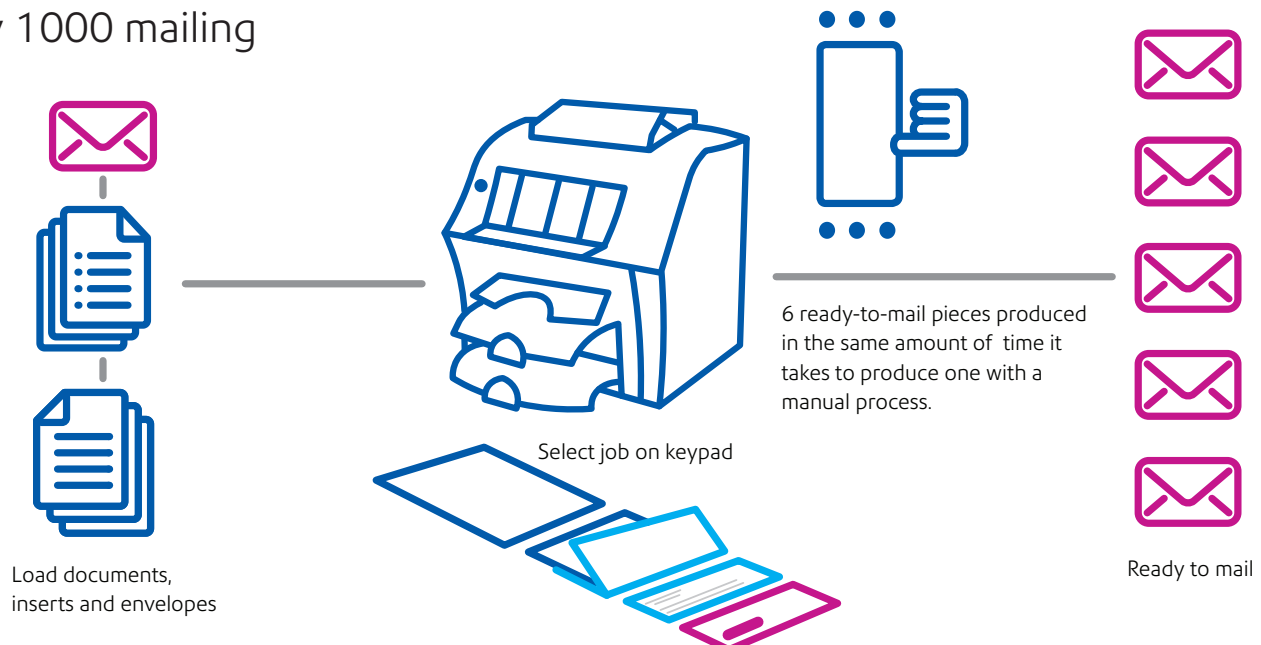 1000 mailing
6 ready-to-mail pieces produced
in the same amount of time it
takes to produce one with a
manual process.
Select job on keypad
Load documents,
inserts and envelopes
Ready to mail